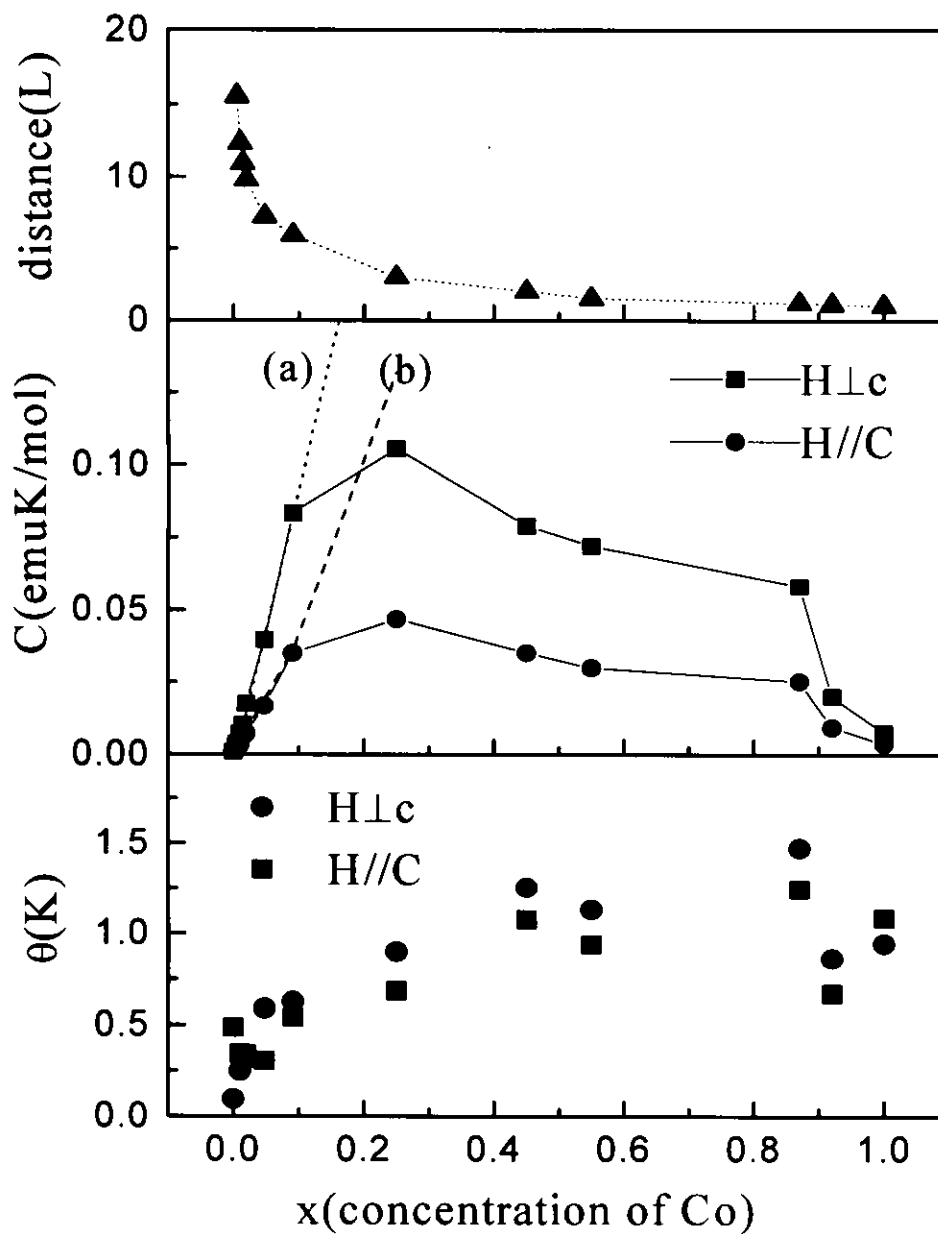 20
10
0
distance(L)
(a)
(b)
H⊥c
H//C
0.10
0.05
0.00
C(emuK/mol)
H⊥c
H//C
1.5
1.0
0.5
0.0
θ(K)
0.0 0.2 0.4 0.6 0.8 1.0
x(concentration of Co)